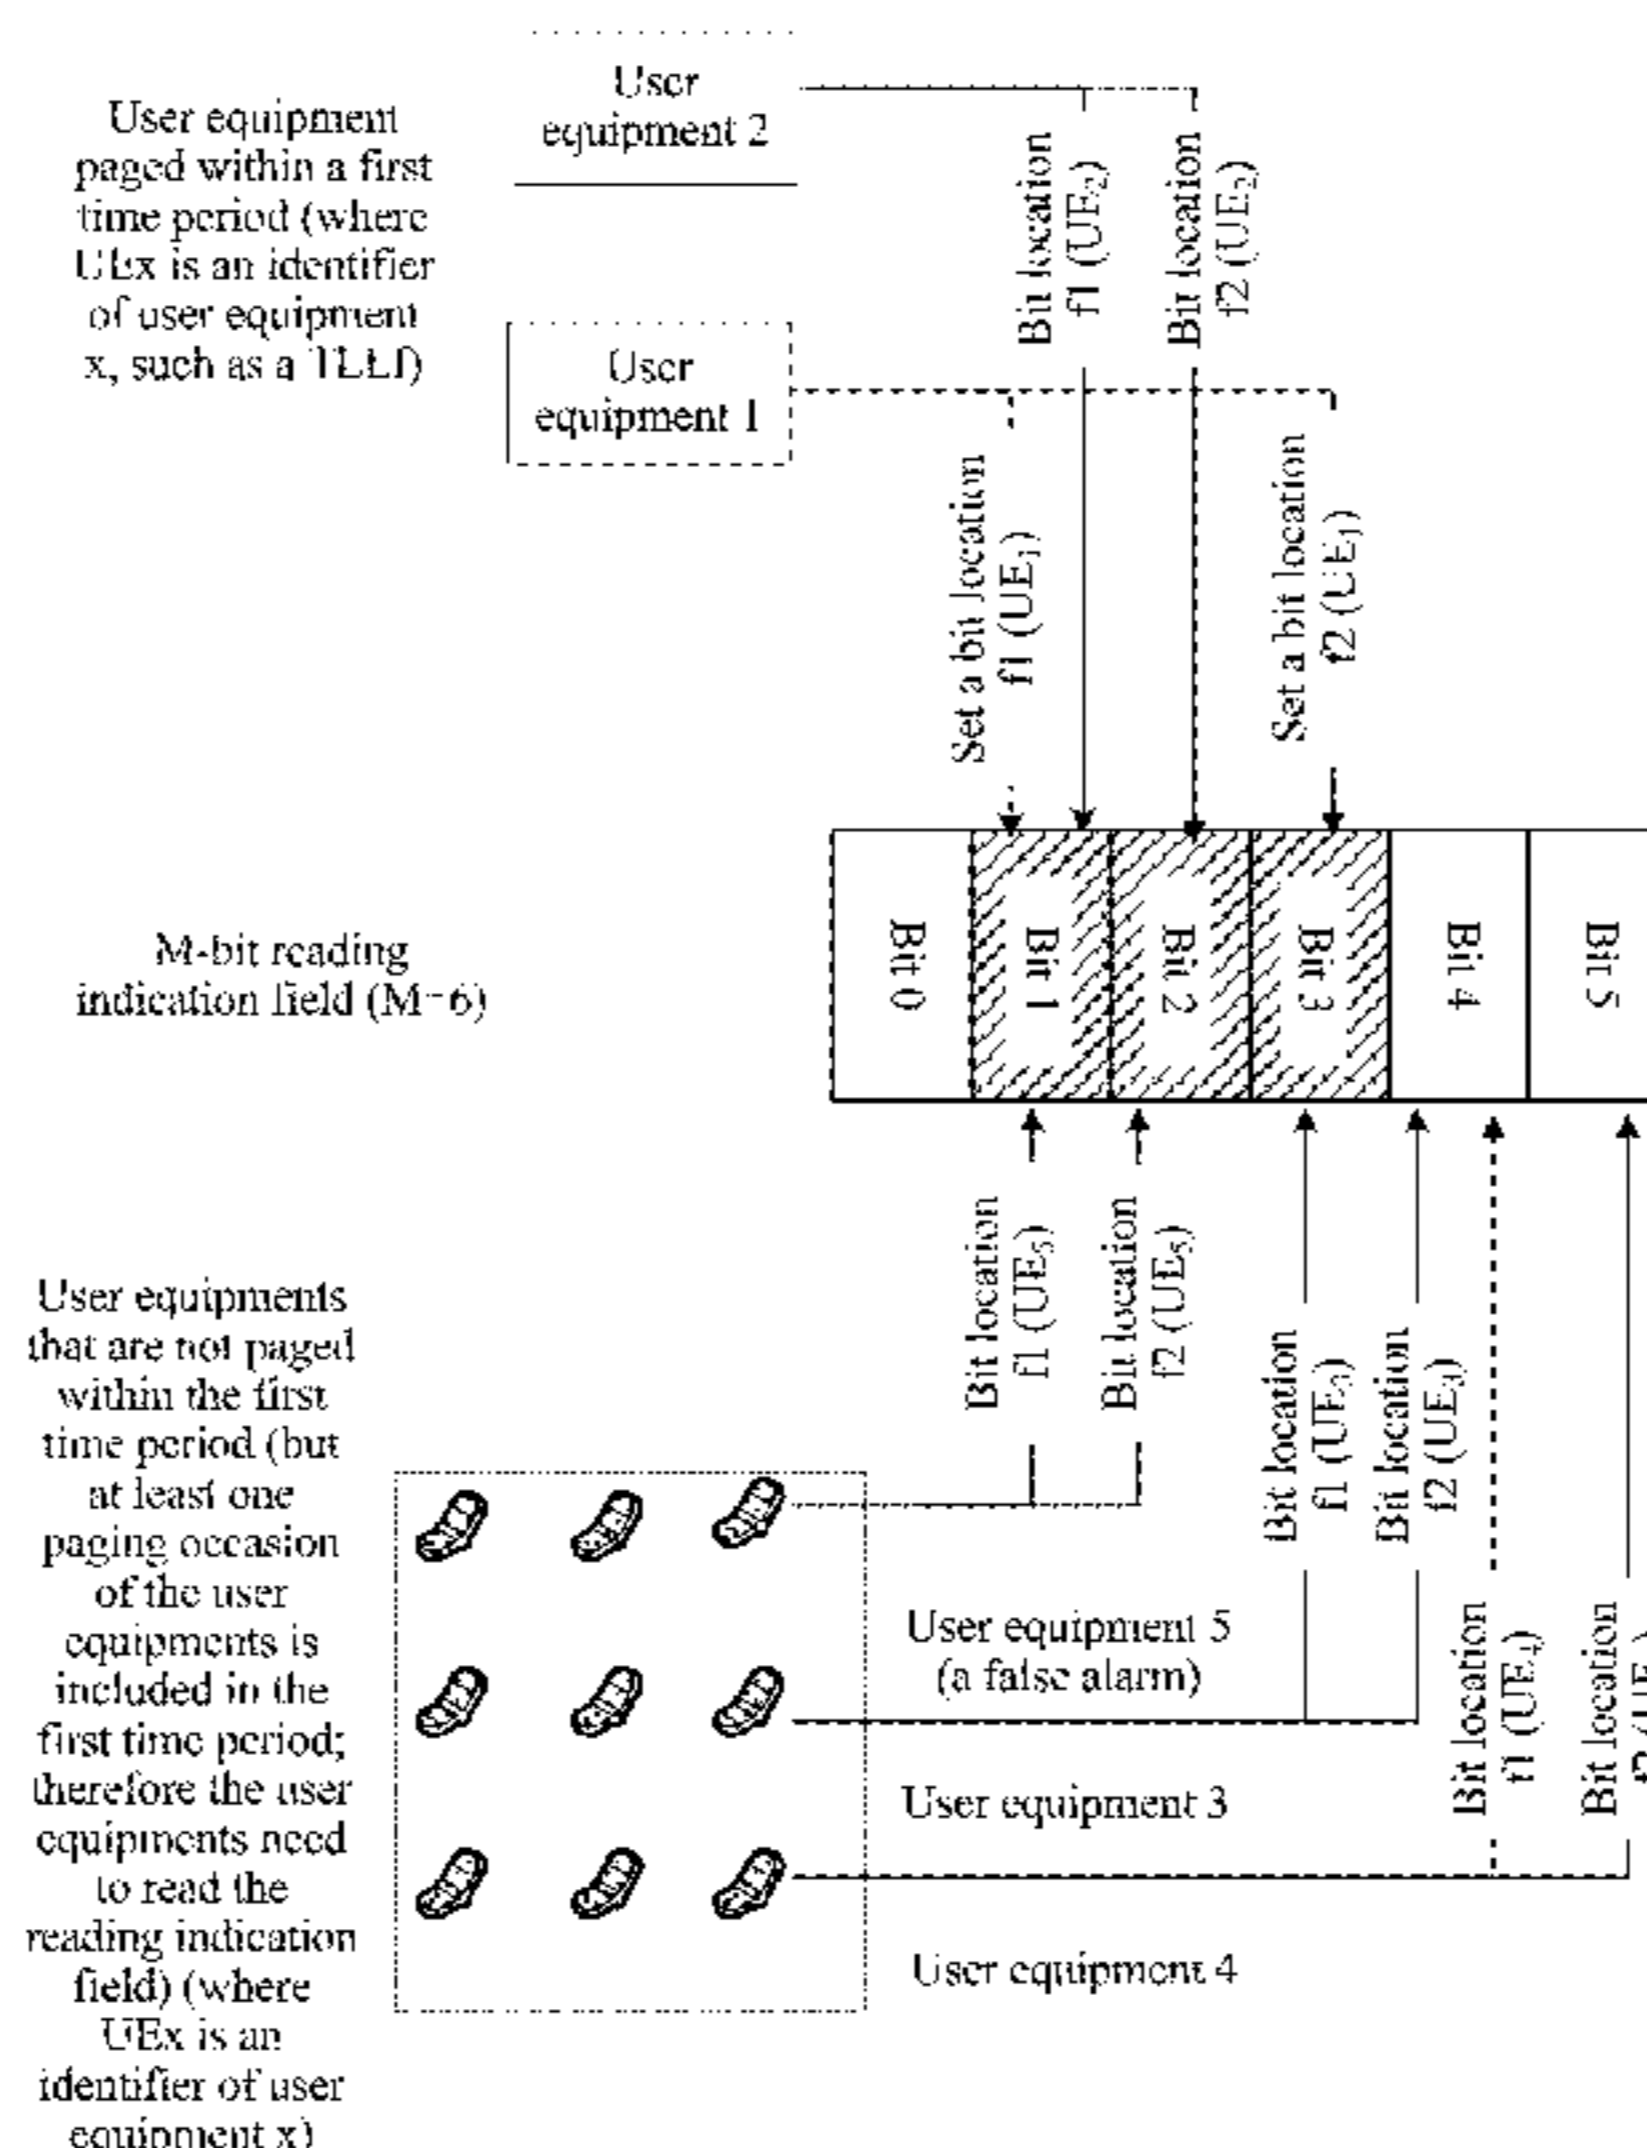 User
equipment 2
User equipment
paged within a first
time period (where
UEx is an identifier
of user equipment
x, such as a TLLI)
User
equipment 1
Bit location
f1 (UE₂)
Bit location
f2 (UE₂)
Set a bit location
f1 (UE₁)
Set a bit location
f2 (UE₁)
M-bit reading
indication field (M=6)
Bit 0
Bit 1
Bit 2
Bit 3
Bit 4
Bit 5
Bit location
f1 (UE₅)
Bit location
f2 (UE₅)
Bit location
f1 (UE₃)
Bit location
f2 (UE₃)
Bit location
f1 (UE₄)
Bit location
User equipments
that are not paged
within the first
time period (but
at least one
paging occasion
of the user
equipments is
included in the
first time period;
therefore the user
equipments need
to read the
reading indication
field) (where
UEx is an
identifier of user
equipment x)
User equipment 5
(a false alarm)
User equipment 3
User equipment 4